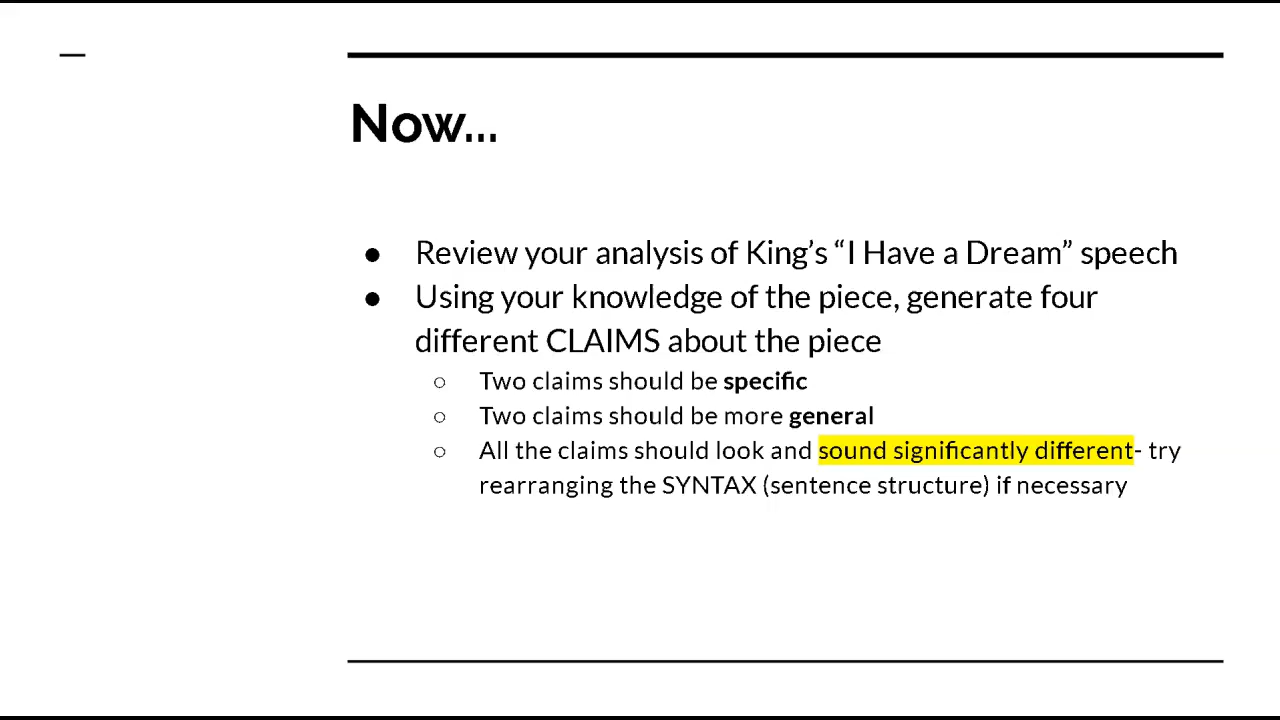 Now...
● Review your analysis of King’s “I Have a Dream” speech
● Using your knowledge of the piece, generate four
different CLAIMS about the piece
○ Two claims should be specific
○ Two claims should be more general
○ All the claims should look and sound significantly different- try
rearranging the SYNTAX (sentence structure) if necessary